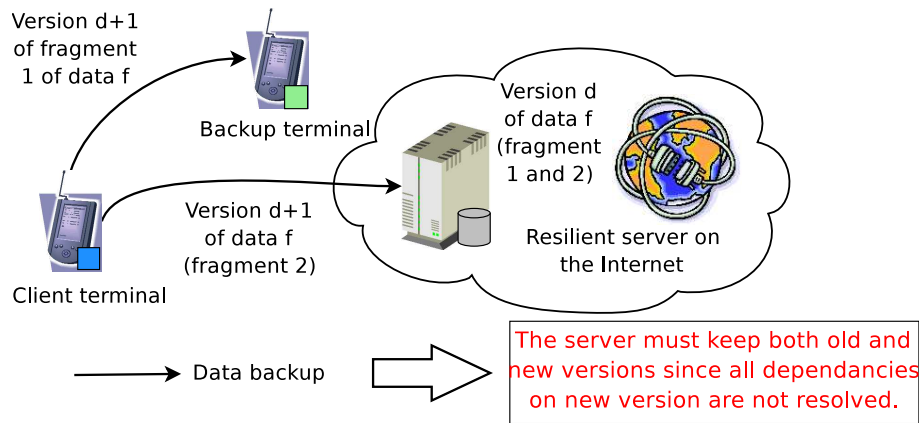 Version d+1
of fragment
1 of data f
Backup terminal
Version d
of data f
(fragment
1 and 2)
Version d+1
of data f
(fragment 2)
Resilient server on
the Internet
Client terminal
Data backup
The server must keep both old and
new versions since all dependancies
on new version are not resolved.